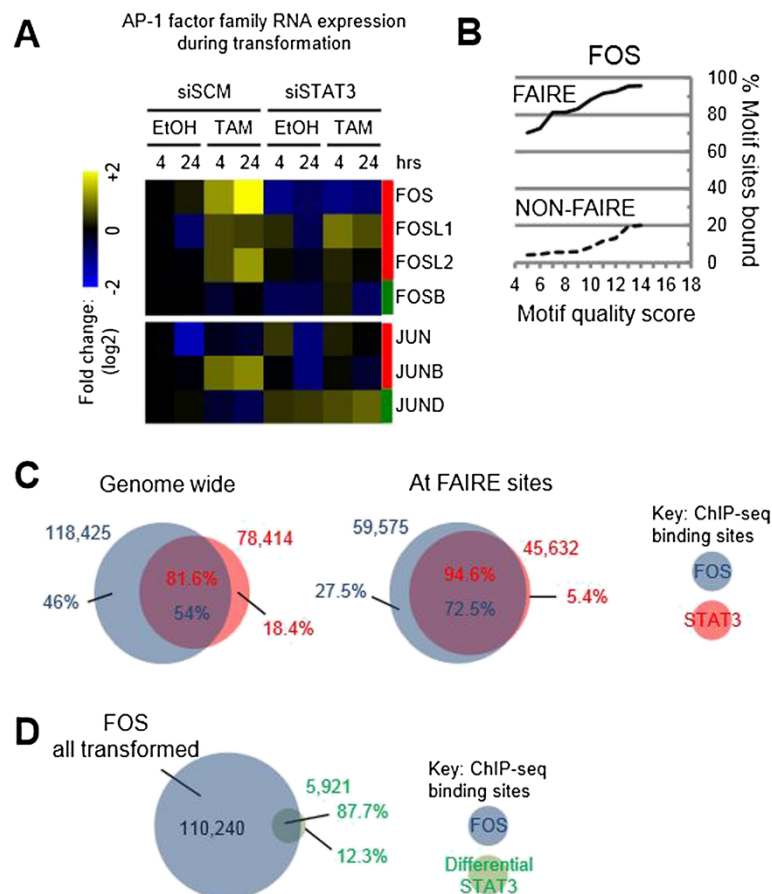 A
AP-1 factor family RNA expression
during transformation
siSCM siSTAT3
EtOH TAM EtOH TAM
4 24 4 24 4 24 4 24 hrs
+2
0
-2
Fold change:
(log2)
FOS
FOSL1
FOSL2
FOSB
JUN
JUNB
JUND
B
FOS
FAIRE
NON-FAIRE
100
80
60
40
20
0
% Motif sites bound
4 6 8 10 12 14 16 18
Motif quality score
C
Genome wide
118,425
78,414
81.6%
54%
46%
18.4%
At FAIRE sites
59,575
45,632
94.6%
72.5%
27.5%
5.4%
Key: ChIP-seq
binding sites
FOS
STAT3
D
FOS
all transformed
110,240
5,921
87.7%
12.3%
Key: ChIP-seq
binding sites
FOS
Differential
STAT3